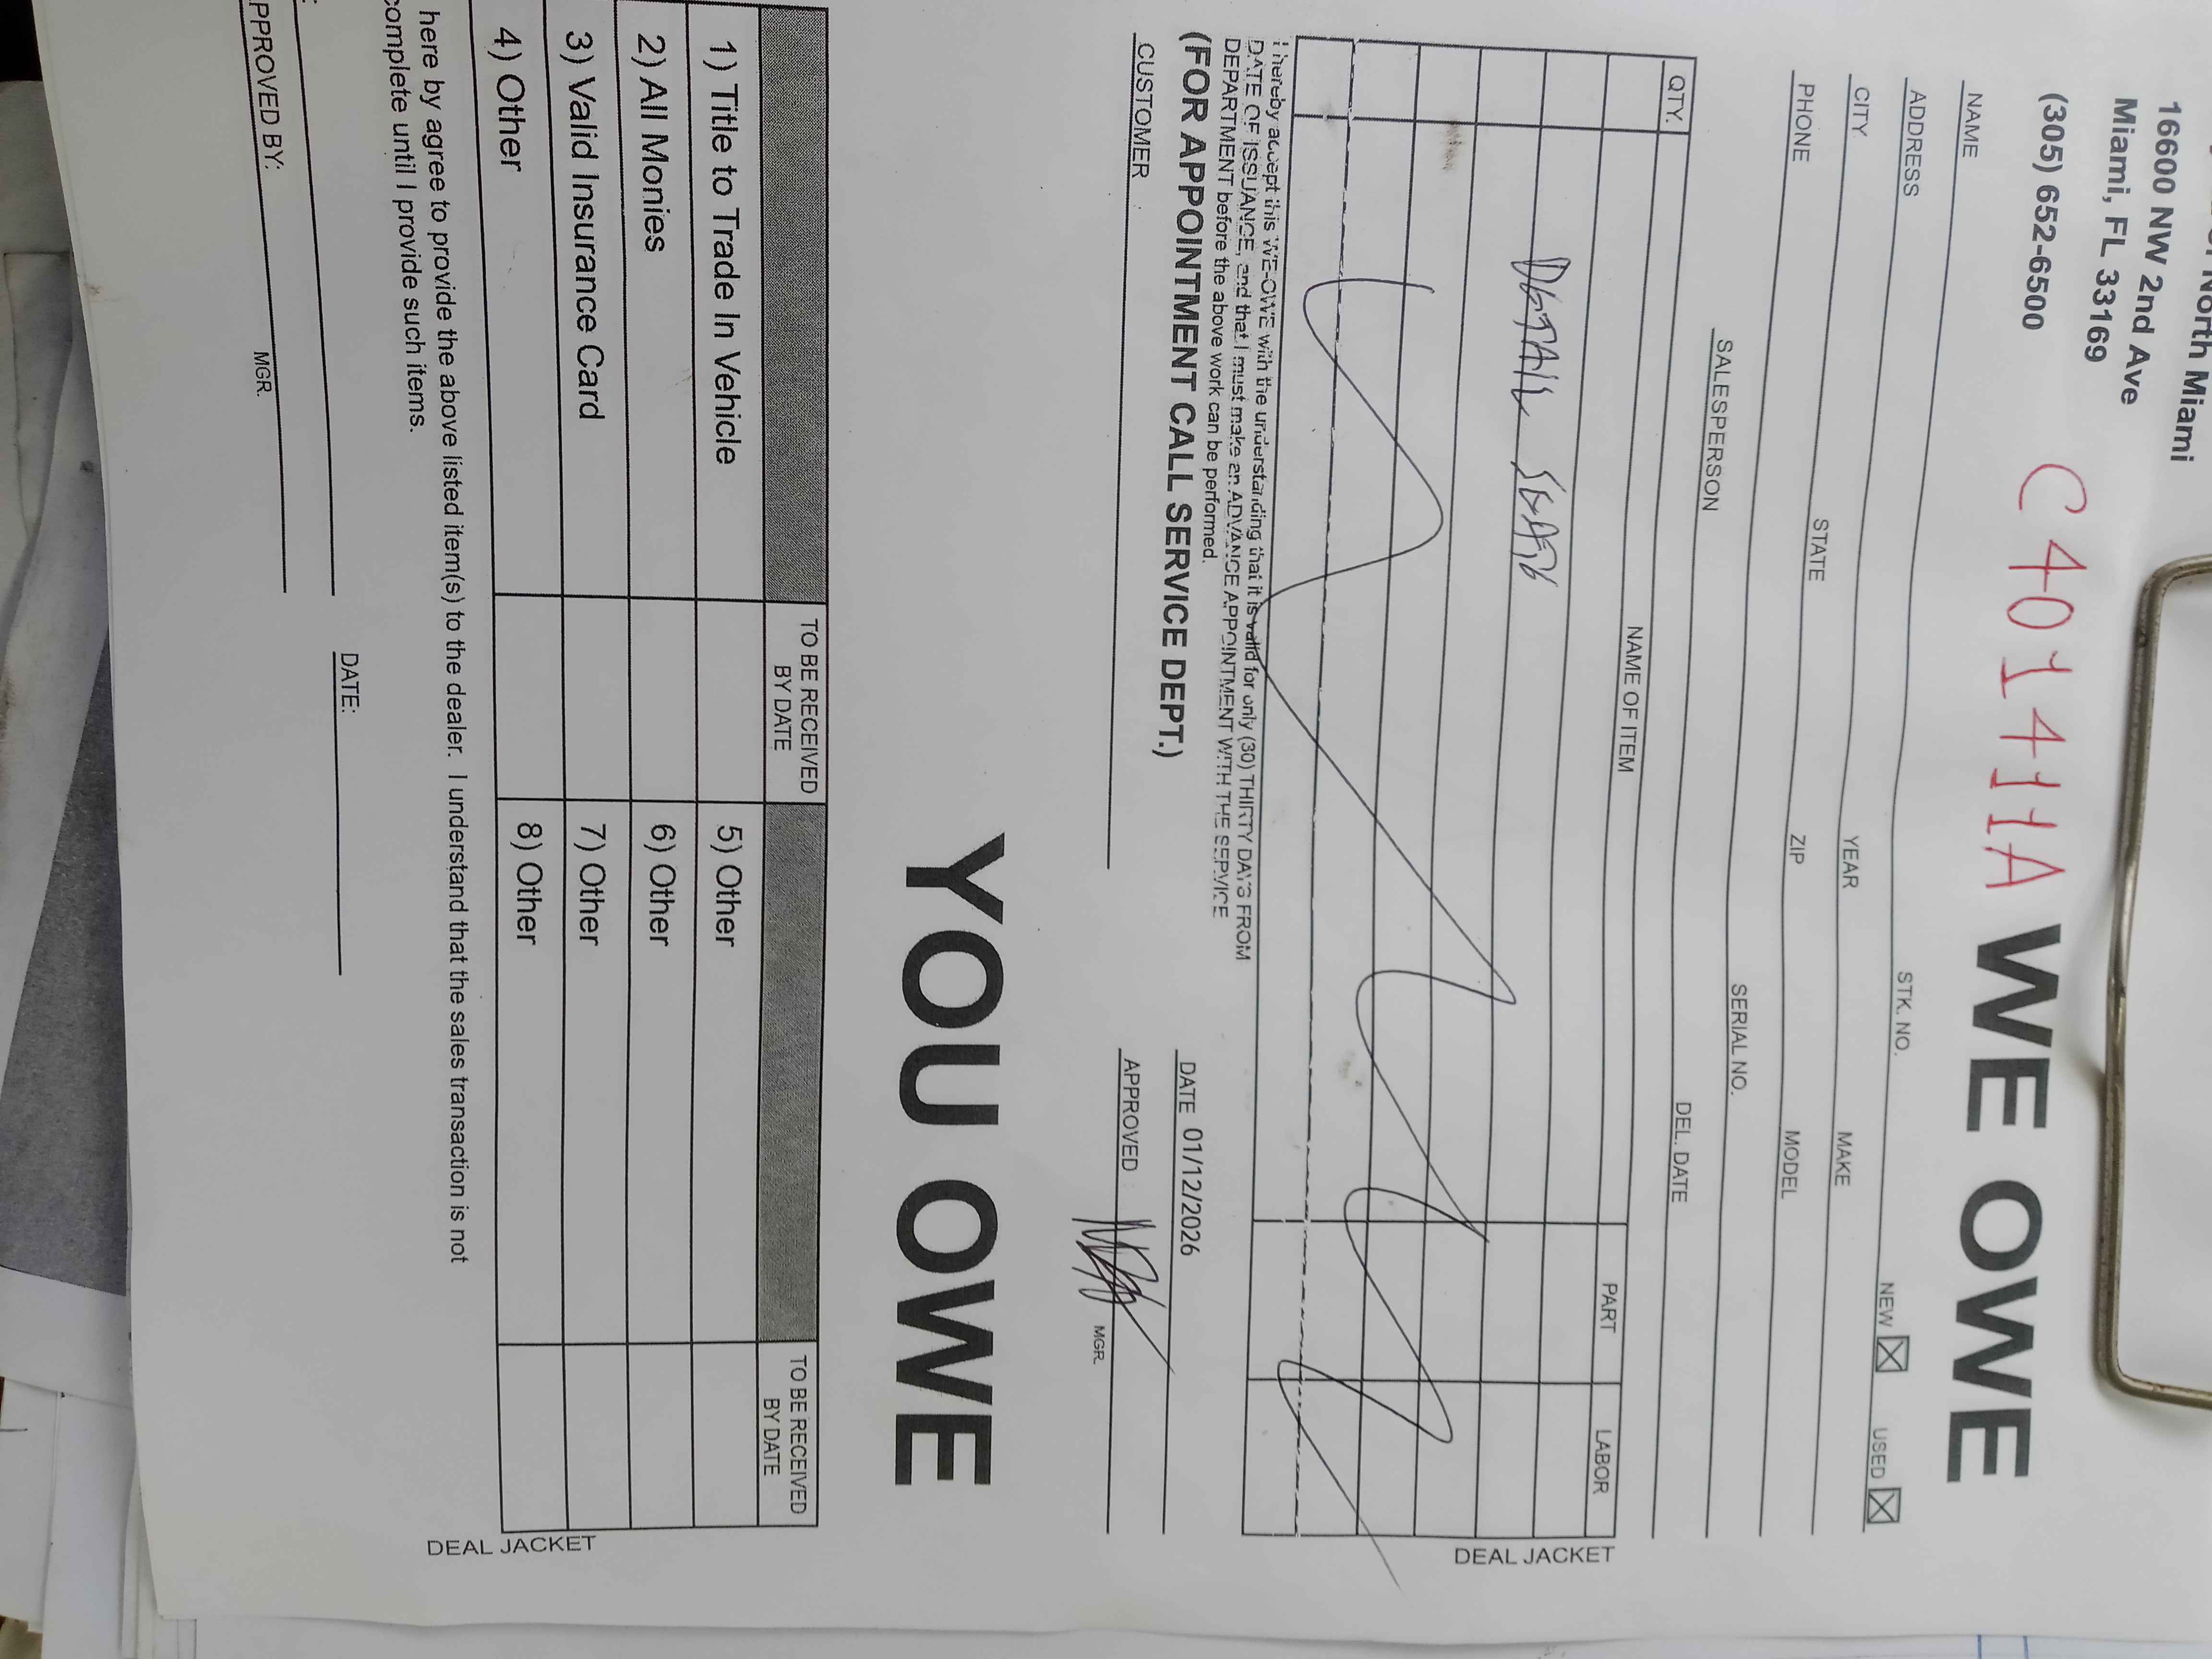 North Miami
16600 NW 2nd Ave
Miami, FL 33169
(305) 652-6500
C401411A WE OWE
NAME STK. NO. NEW ☒ USED ☒
ADDRESS YEAR MAKE
CITY STATE ZIP MODEL
PHONE SERIAL NO.
SALESPERSON DEL. DATE
QTY. NAME OF ITEM PART LABOR
DETAIL
I hereby accept this WE-OWE with the understanding that it is valid for only (30) THIRTY DAYS FROM
DATE OF ISSUANCE, and that I must make an ADVANCE APPOINTMENT WITH THE SERVICE
DEPARTMENT before the above work can be performed.
(FOR APPOINTMENT CALL SERVICE DEPT.)
DATE 01/12/2026
CUSTOMER APPROVED MGR.
DEAL JACKET
YOU OWE
TO BE RECEIVED BY DATE TO BE RECEIVED BY DATE
1) Title to Trade In Vehicle 5) Other
2) All Monies 6) Other
3) Valid Insurance Card 7) Other
4) Other 8) Other
here by agree to provide the above listed item(s) to the dealer. I understand that the sales transaction is not
complete until I provide such items.
DATE:
PPROVED BY: MGR.
DEAL JACKET